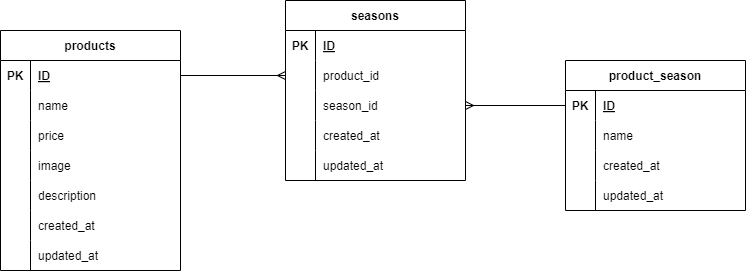 products
PK ID
name
price
image
description
created_at
updated_at
seasons
PK ID
product_id
season_id
created_at
updated_at
product_season
PK ID
name
created_at
updated_at